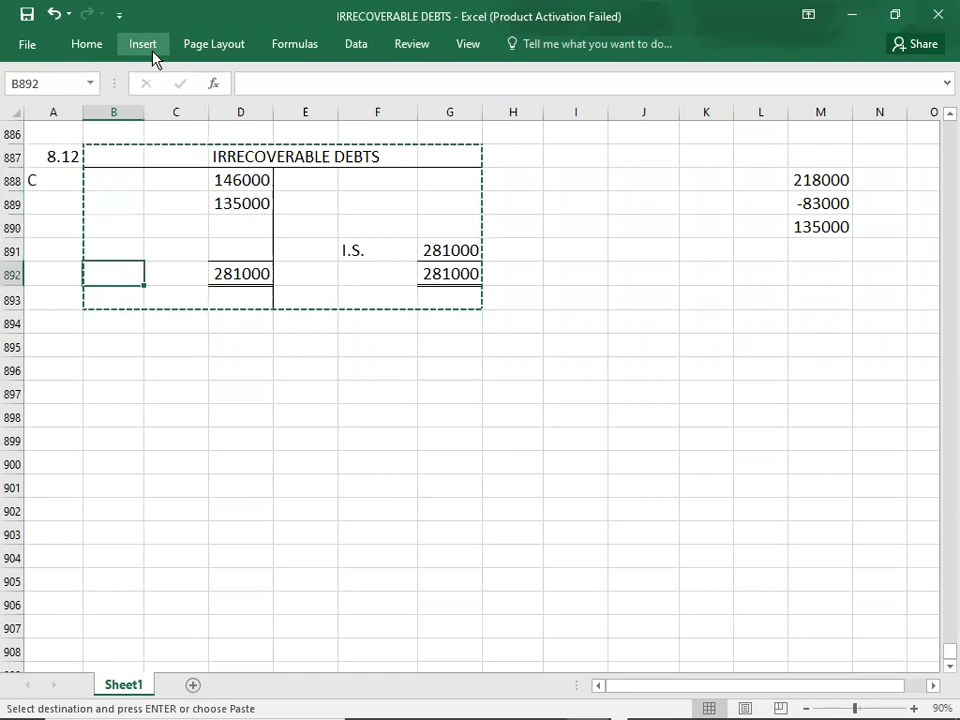 IRRECOVERABLE DEBTS - Excel (Product Activation Failed)
File Home Insert Page Layout Formulas Data Review View Tell me what you want to do... Share
B892 fx
A B C D E F G H I J K L M N O
886
887 8.12 IRRECOVERABLE DEBTS
888 C 146000 218000
889 135000 -83000
890 135000
891 I.S. 281000
892 281000 281000
893
894
895
896
897
898
899
900
901
902
903
904
905
906
907
908
Sheet1
Select destination and press ENTER or choose Paste 90%